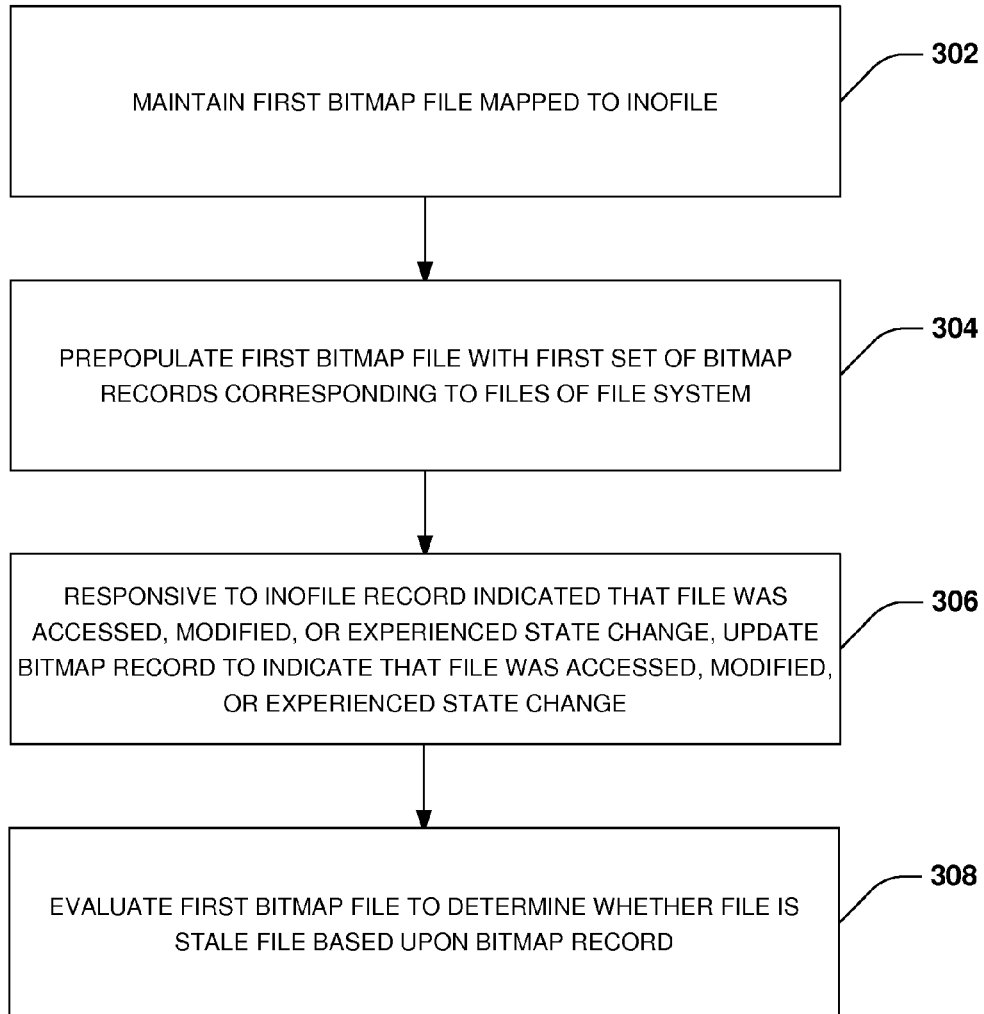 302
MAINTAIN FIRST BITMAP FILE MAPPED TO INOFILE
304
PREPOPULATE FIRST BITMAP FILE WITH FIRST SET OF BITMAP
RECORDS CORRESPONDING TO FILES OF FILE SYSTEM
306
RESPONSIVE TO INOFILE RECORD INDICATED THAT FILE WAS
ACCESSED, MODIFIED, OR EXPERIENCED STATE CHANGE, UPDATE
BITMAP RECORD TO INDICATE THAT FILE WAS ACCESSED, MODIFIED,
OR EXPERIENCED STATE CHANGE
308
EVALUATE FIRST BITMAP FILE TO DETERMINE WHETHER FILE IS
STALE FILE BASED UPON BITMAP RECORD